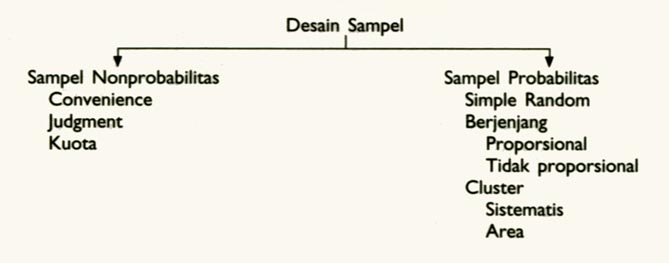 Desain Sampel
Sampel Nonprobabilitas
Convenience
Judgment
Kuota
Sampel Probabilitas
Simple Random
Berjenjang
Proporsional
Tidak proporsional
Cluster
Sistematis
Area